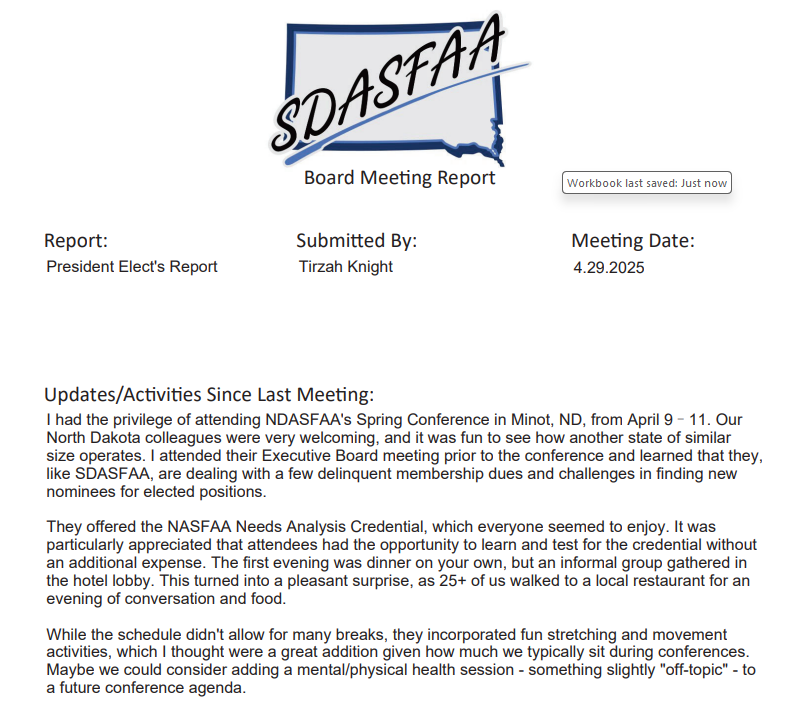 SDASFAA
Board Meeting Report
Workbook last saved: Just now
Report:
Submitted By:
Meeting Date:
President Elect's Report
Tirzah Knight
4.29.2025
Updates/Activities Since Last Meeting:
I had the privilege of attending NDASFAA's Spring Conference in Minot, ND, from April 9 – 11. Our
North Dakota colleagues were very welcoming, and it was fun to see how another state of similar
size operates. I attended their Executive Board meeting prior to the conference and learned that they,
like SDASFAA, are dealing with a few delinquent membership dues and challenges in finding new
nominees for elected positions.
They offered the NASFAA Needs Analysis Credential, which everyone seemed to enjoy. It was
particularly appreciated that attendees had the opportunity to learn and test for the credential without
an additional expense. The first evening was dinner on your own, but an informal group gathered in
the hotel lobby. This turned into a pleasant surprise, as 25+ of us walked to a local restaurant for an
evening of conversation and food.
While the schedule didn't allow for many breaks, they incorporated fun stretching and movement
activities, which I thought were a great addition given how much we typically sit during conferences.
Maybe we could consider adding a mental/physical health session - something slightly "off-topic" - to
a future conference agenda.